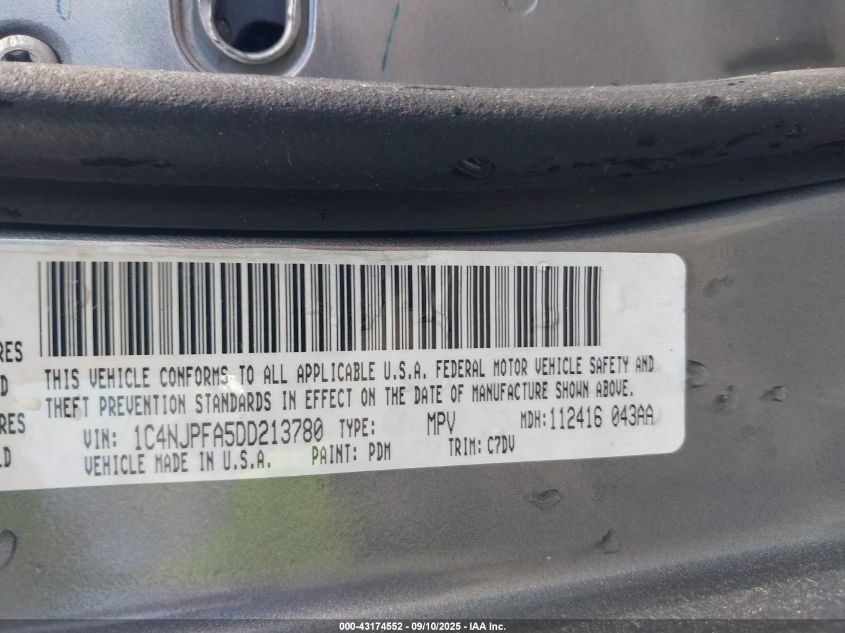 RES
THIS VEHICLE CONFORMS TO ALL APPLICABLE U.S.A. FEDERAL MOTOR VEHICLE SAFETY AND
D
THEFT PREVENTION STANDARDS IN EFFECT ON THE DATE OF MANUFACTURE SHOWN ABOVE.
RES
VIN: 1C4NJPFA5DD213780 TYPE: MPV MDH:112416 043AA
LD
VEHICLE MADE IN U.S.A. PAINT: PDM TRIM: C7DV
000-43174552 - 09/10/2025 - IAA Inc.